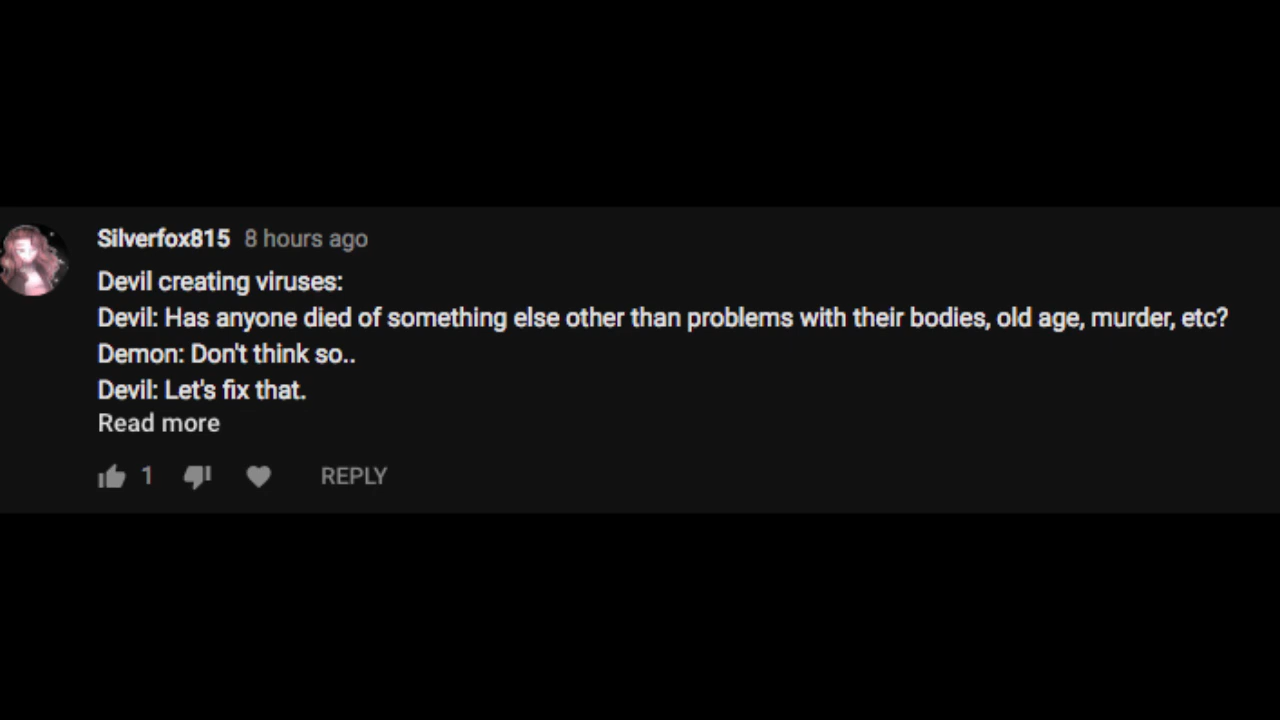 Silverfox815 8 hours ago
Devil creating viruses:
Devil: Has anyone died of something else other than problems with their bodies, old age, murder, etc?
Demon: Don't think so..
Devil: Let's fix that.
Read more
1 REPLY